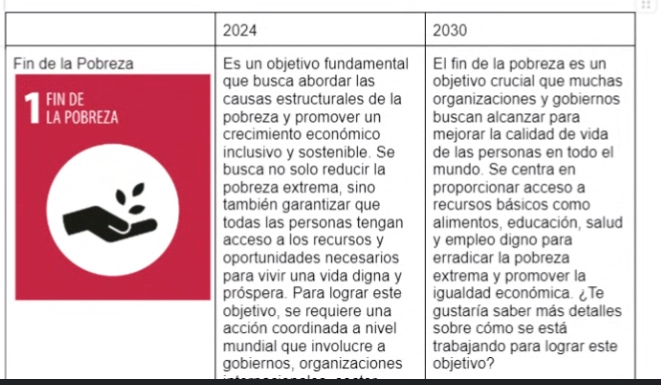 2024
2030
Fin de la Pobreza
1 FIN DE
LA POBREZA
Es un objetivo fundamental
que busca abordar las
causas estructurales de la
pobreza y promover un
crecimiento económico
inclusivo y sostenible. Se
busca no solo reducir la
pobreza extrema, sino
también garantizar que
todas las personas tengan
acceso a los recursos y
oportunidades necesarios
para vivir una vida digna y
próspera. Para lograr este
objetivo, se requiere una
acción coordinada a nivel
mundial que involucre a
gobiernos, organizaciones
El fin de la pobreza es un
objetivo crucial que muchas
organizaciones y gobiernos
buscan alcanzar para
mejorar la calidad de vida
de las personas en todo el
mundo. Se centra en
proporcionar acceso a
recursos básicos como
alimentos, educación, salud
y empleo digno para
erradicar la pobreza
extrema y promover la
igualdad económica. ¿Te
gustaría saber más detalles
sobre cómo se está
trabajando para lograr este
objetivo?